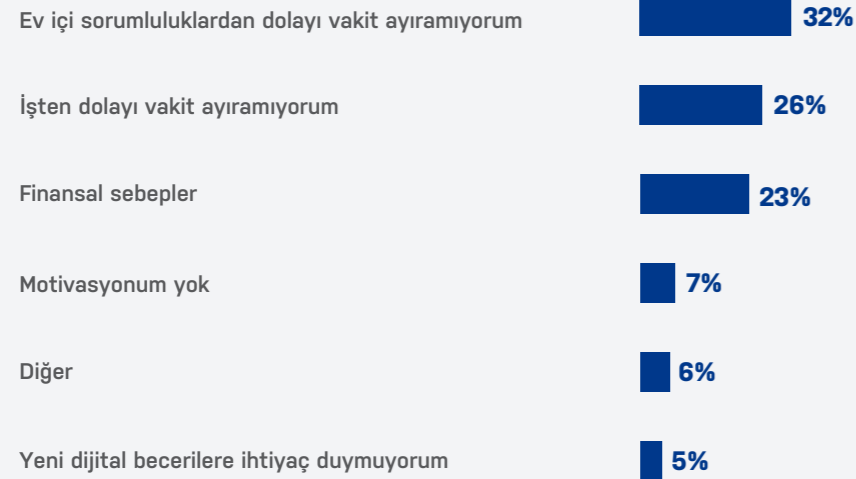 Ev içi sorumluluklardan dolayı vakit ayıramıyorum 32%
İşten dolayı vakit ayıramıyorum 26%
Finansal sebepler 23%
Motivasyonum yok 7%
Diğer 6%
Yeni dijital becerilere ihtiyaç duymuyorum 5%